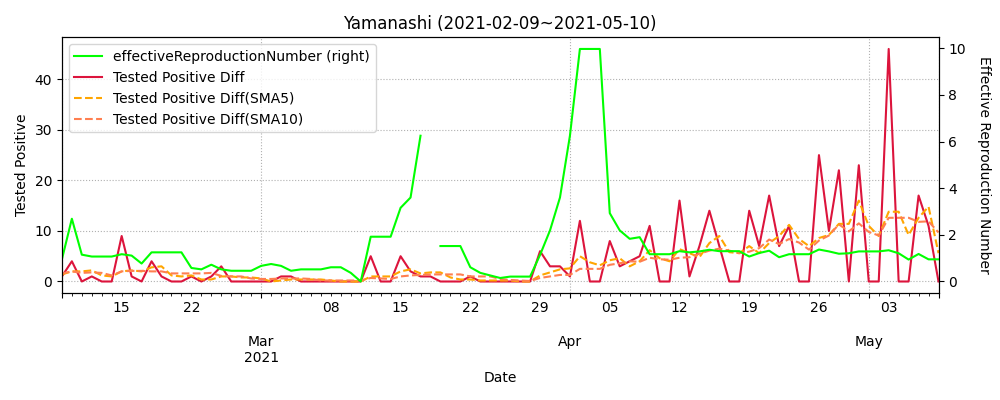 Yamanashi (2021-02-09~2021-05-10)
effectiveReproductionNumber (right)
Tested Positive Diff
Tested Positive Diff(SMA5)
Tested Positive Diff(SMA10)
Tested Positive
40
30
20
10
0
10
8
6
4
2
0
Effective Reproduction Number
15 22 08 15 22 29 05 12 19 26 03
Mar Apr May
2021
Date